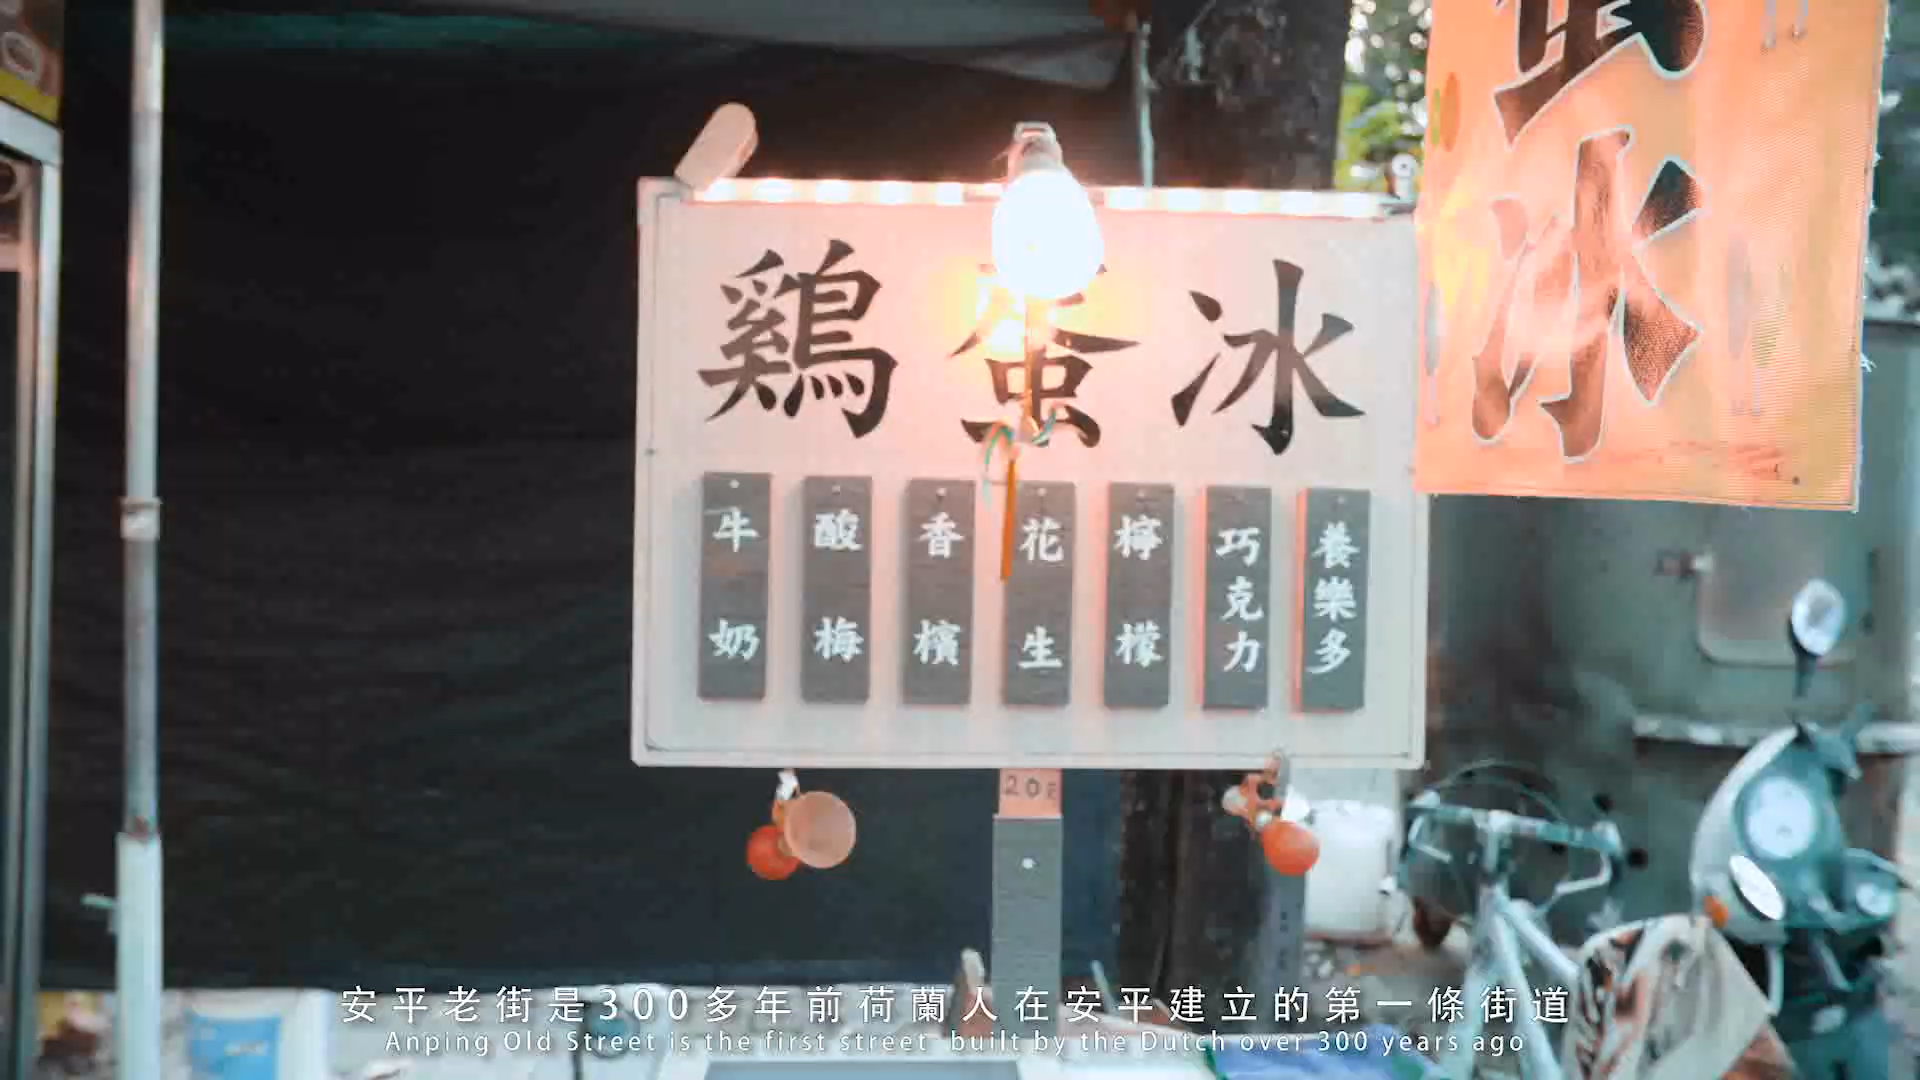 鷄蛋冰
蛋冰
牛奶
酸梅
香檳
花生
檸檬
巧克力
養樂多
安平老街是300多年前荷蘭人在安平建立的第一條街道
Anping Old Street is the first street built by the Dutch over 300 years ago